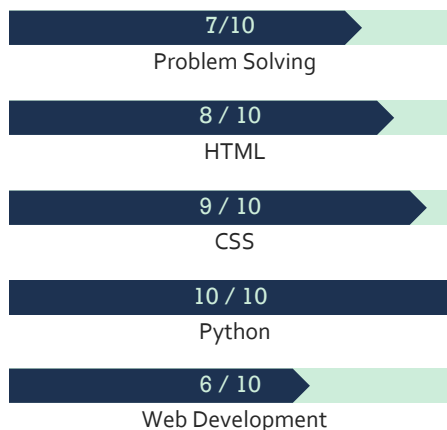 7/10
Problem Solving
8 / 10
HTML
9 / 10
CSS
10 / 10
Python
6 / 10
Web Development